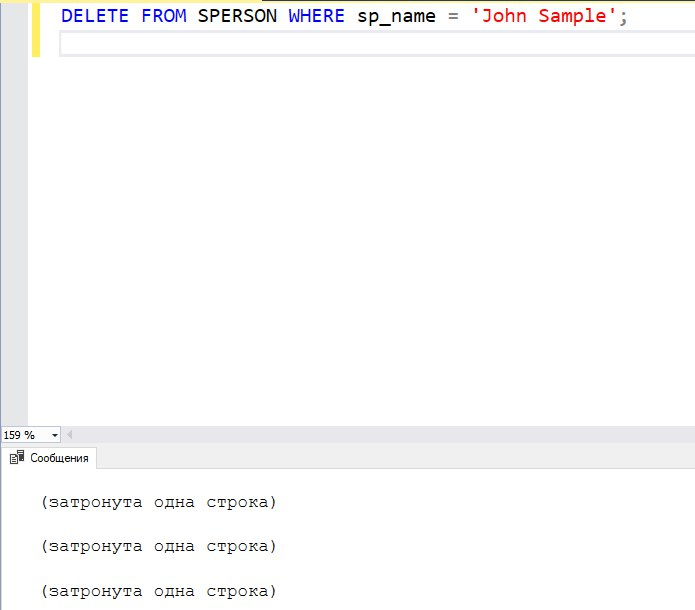 DELETE FROM SPERSON WHERE sp_name = 'John Sample';
159 %
Сообщения
(затронута одна строка)
(затронута одна строка)
(затронута одна строка)